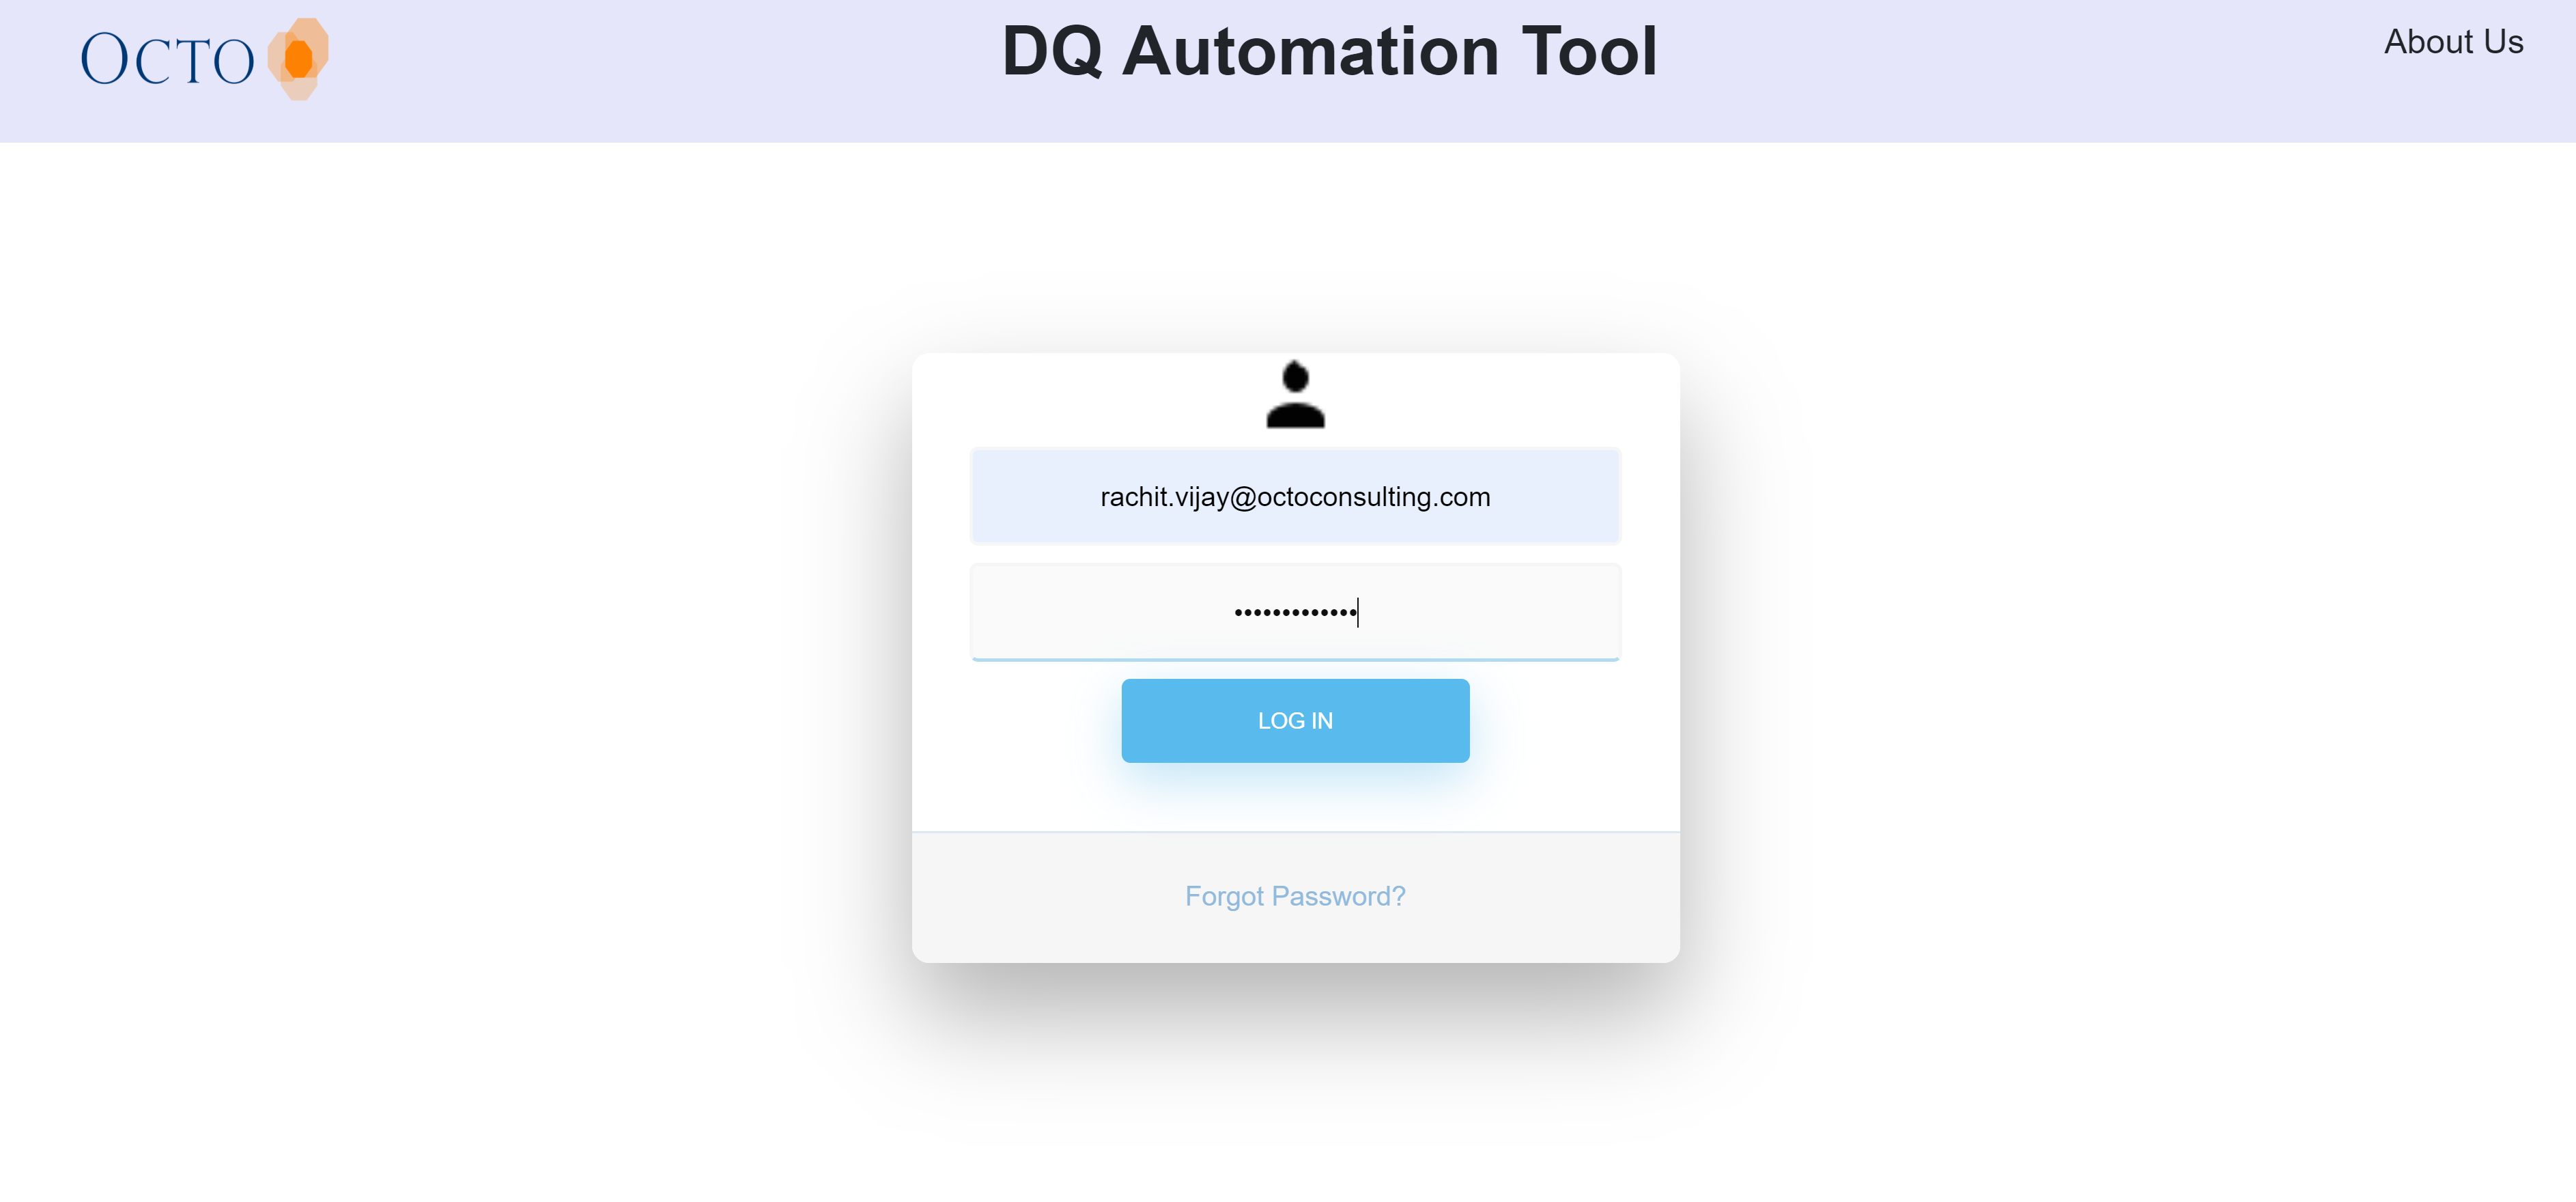 OCTO
DQ Automation Tool
About Us
rachit.vijay@octoconsulting.com
•••••••••••••
LOG IN
Forgot Password?